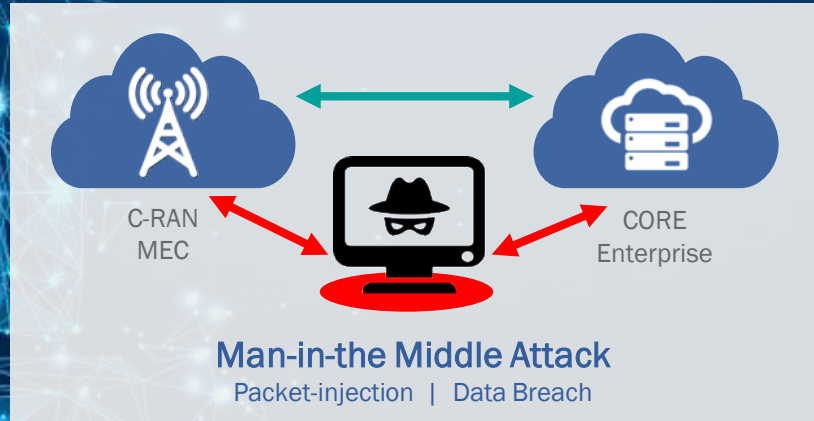 C-RAN
MEC
CORE
Enterprise
Man-in-the Middle Attack
Packet-injection | Data Breach